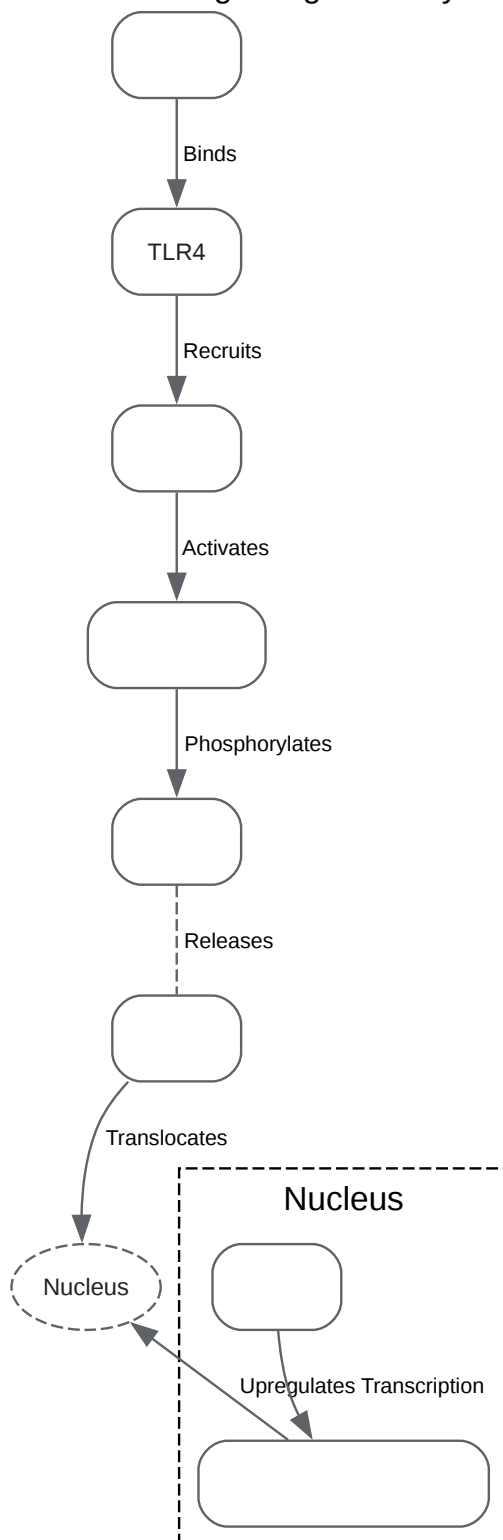 Binds
TLR4
Recruits
Activates
Phosphorylates
Releases
Translocates
Nucleus
Nucleus
Upregulates Transcription